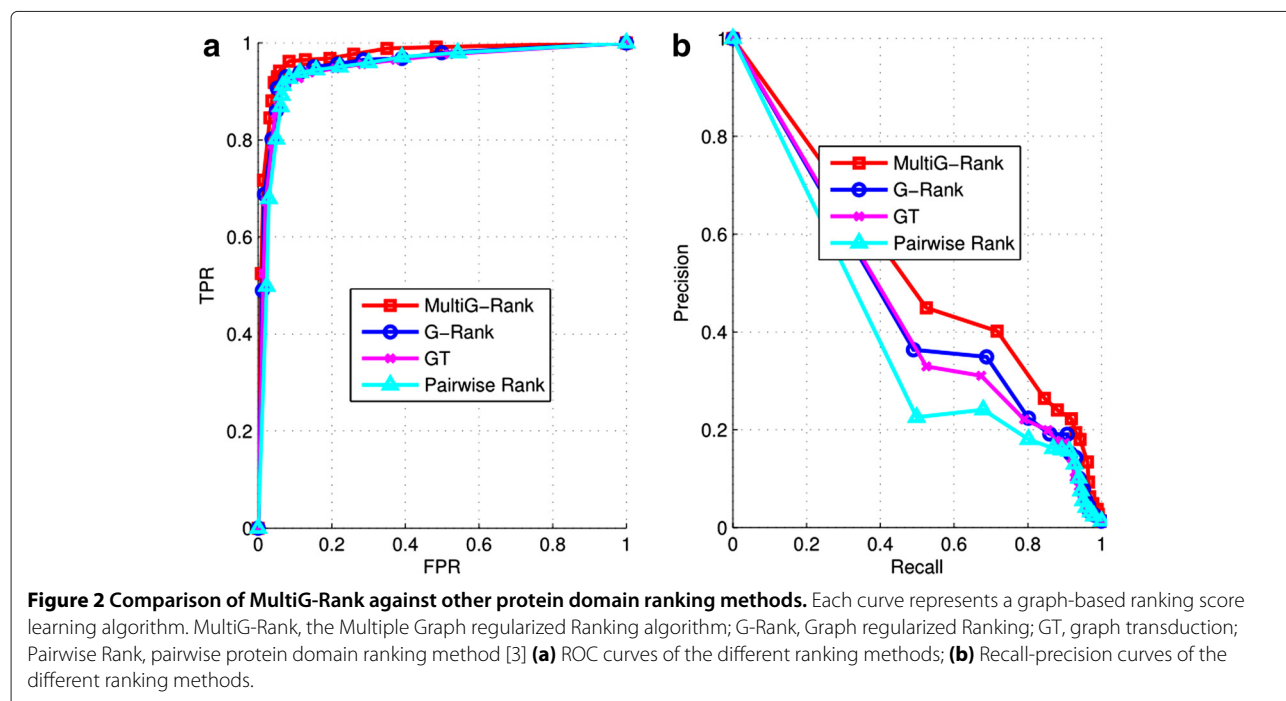 a
1
0.8
0.6
0.4
0.2
0
TPR
MultiG-Rank
G-Rank
GT
Pairwise Rank
0 0.2 0.4 0.6 0.8 1
FPR
b
1
0.8
0.6
0.4
0.2
0
Precision
MultiG-Rank
G-Rank
GT
Pairwise Rank
0 0.2 0.4 0.6 0.8 1
Recall
Figure 2 Comparison of MultiG-Rank against other protein domain ranking methods. Each curve represents a graph-based ranking score
learning algorithm. MultiG-Rank, the Multiple Graph regularized Ranking algorithm; G-Rank, Graph regularized Ranking; GT, graph transduction;
Pairwise Rank, pairwise protein domain ranking method [3] (a) ROC curves of the different ranking methods; (b) Recall-precision curves of the
different ranking methods.